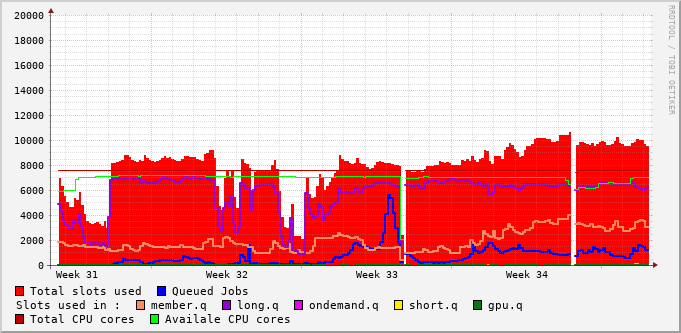 RRDTOOL / TOBI OETIKER
20000
18000
16000
14000
12000
10000
8000
6000
4000
2000
0
Week 31 Week 32 Week 33 Week 34
Total slots used Queued Jobs
Slots used in : member.q long.q ondemand.q short.q gpu.q
Total CPU cores Availale CPU cores